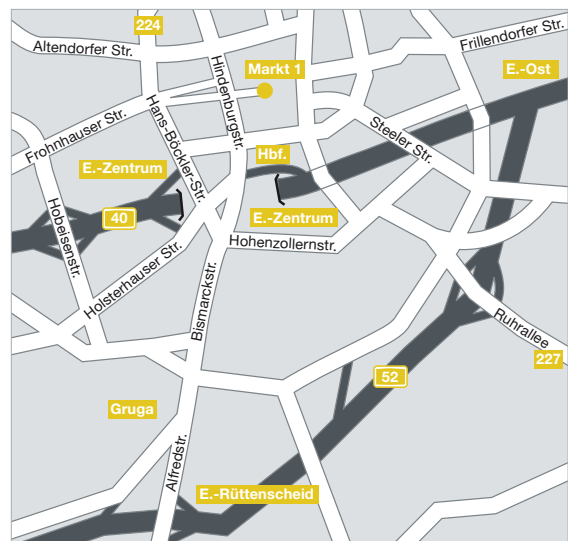 224
Altendorfer Str.
Frillendorfer Str.
Hindenburgstr.
Markt 1
E.-Ost
Frohnhauser Str.
Hans-Böckler-Str.
Steeler Str.
Hbf.
E.-Zentrum
E.-Zentrum
40
Hobeisenstr.
Hohenzollernstr.
Holsterhauser Str.
Bismarckstr.
Ruhrallee
227
52
Gruga
Alfredstr.
E.-Rüttenscheid